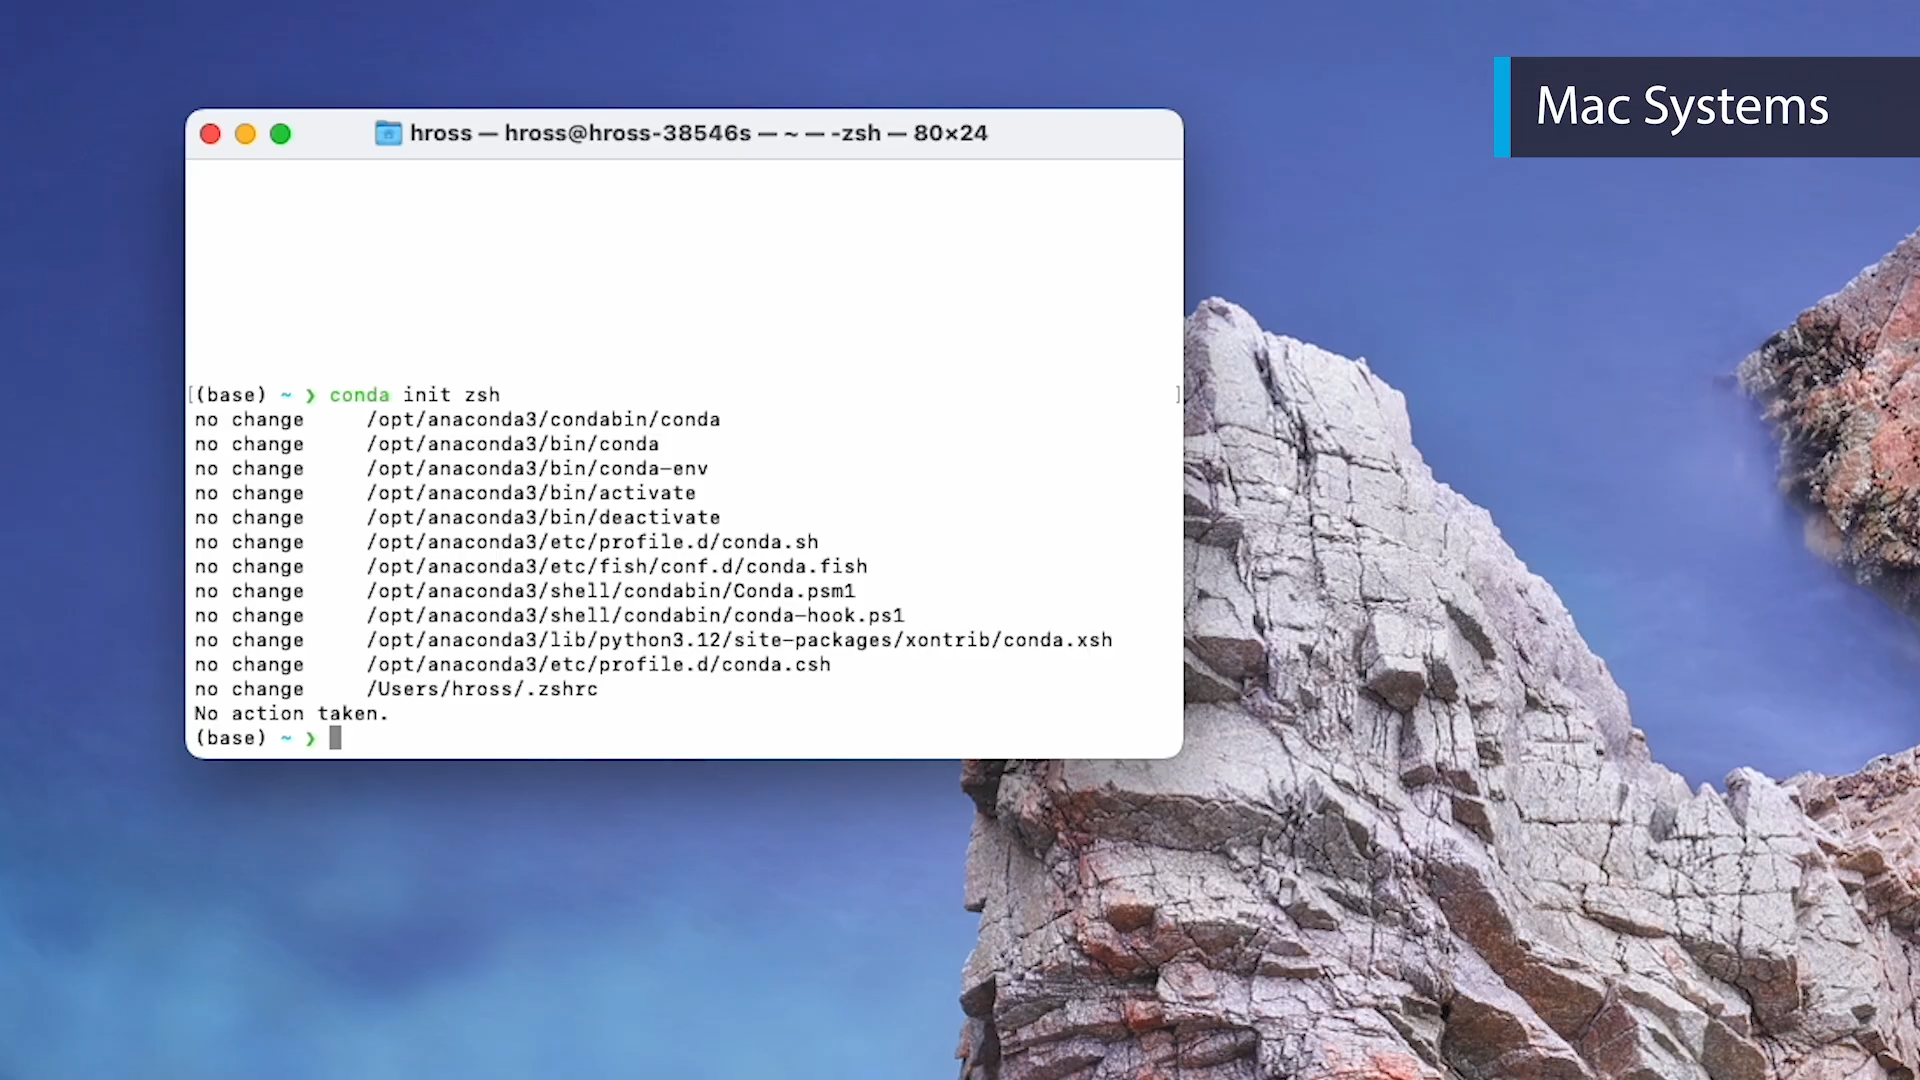 Mac Systems
hross — hross@hross-38546s — ~ — -zsh — 80×24
[(base) ~ ❯ conda init zsh ]
no change /opt/anaconda3/condabin/conda
no change /opt/anaconda3/bin/conda
no change /opt/anaconda3/bin/conda-env
no change /opt/anaconda3/bin/activate
no change /opt/anaconda3/bin/deactivate
no change /opt/anaconda3/etc/profile.d/conda.sh
no change /opt/anaconda3/etc/fish/conf.d/conda.fish
no change /opt/anaconda3/shell/condabin/Conda.psm1
no change /opt/anaconda3/shell/condabin/conda-hook.ps1
no change /opt/anaconda3/lib/python3.12/site-packages/xontrib/conda.xsh
no change /opt/anaconda3/etc/profile.d/conda.csh
no change /Users/hross/.zshrc
No action taken.
(base) ~ ❯